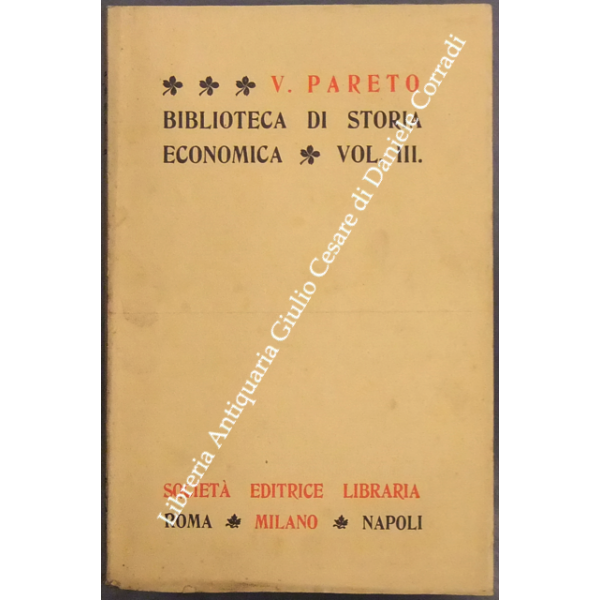 V. PARETO
BIBLIOTECA DI STORIA
ECONOMICA VOL. III.
Libreria Antiquaria Giulio Cesare di Daniele Corradi
SOCIETÀ EDITRICE LIBRARIA
ROMA MILANO NAPOLI